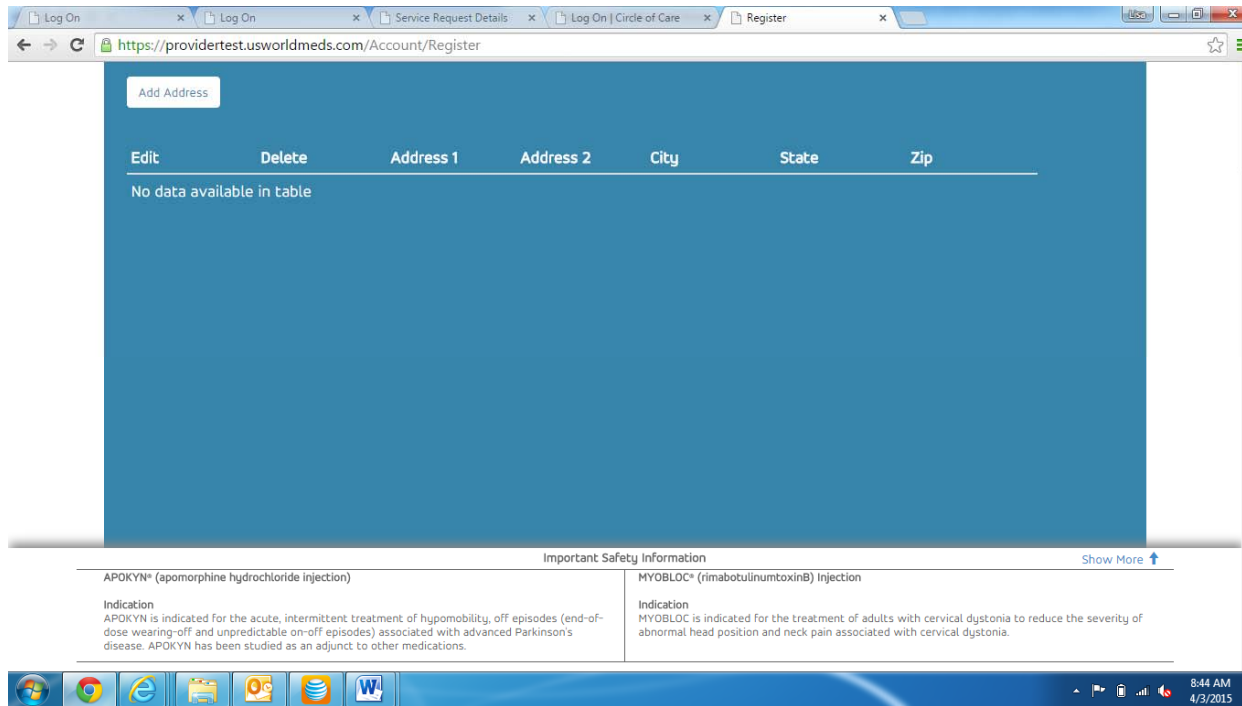 Log On
Log On
Service Request Details
Log On | Circle of Care
Register
Lisa
https://providertest.usworldmeds.com/Account/Register
Add Address
Edit Delete Address 1 Address 2 City State Zip
No data available in table
Important Safety Information
Show More
APOKYN® (apomorphine hydrochloride injection)
Indication
APOKYN is indicated for the acute, intermittent treatment of hypomobility, off episodes (end-of-
dose wearing-off and unpredictable on-off episodes) associated with advanced Parkinson's
disease. APOKYN has been studied as an adjunct to other medications.
MYOBLOC® (rimabotulinumtoxinB) Injection
Indication
MYOBLOC is indicated for the treatment of adults with cervical dystonia to reduce the severity of
abnormal head position and neck pain associated with cervical dystonia.
8:44 AM
4/3/2015